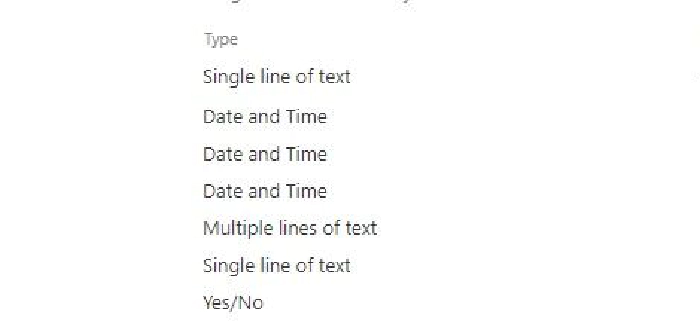 Type
Single line of text
Date and Time
Date and Time
Date and Time
Multiple lines of text
Single line of text
Yes/No